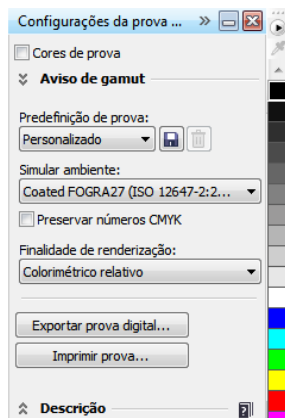 Configurações da prova ...
Cores de prova
Aviso de gamut
Predefinição de prova:
Personalizado
Simular ambiente:
Coated FOGRA27 (ISO 12647-2:2...
Preservar números CMYK
Finalidade de renderização:
Colorimétrico relativo
Exportar prova digital...
Imprimir prova...
Descrição